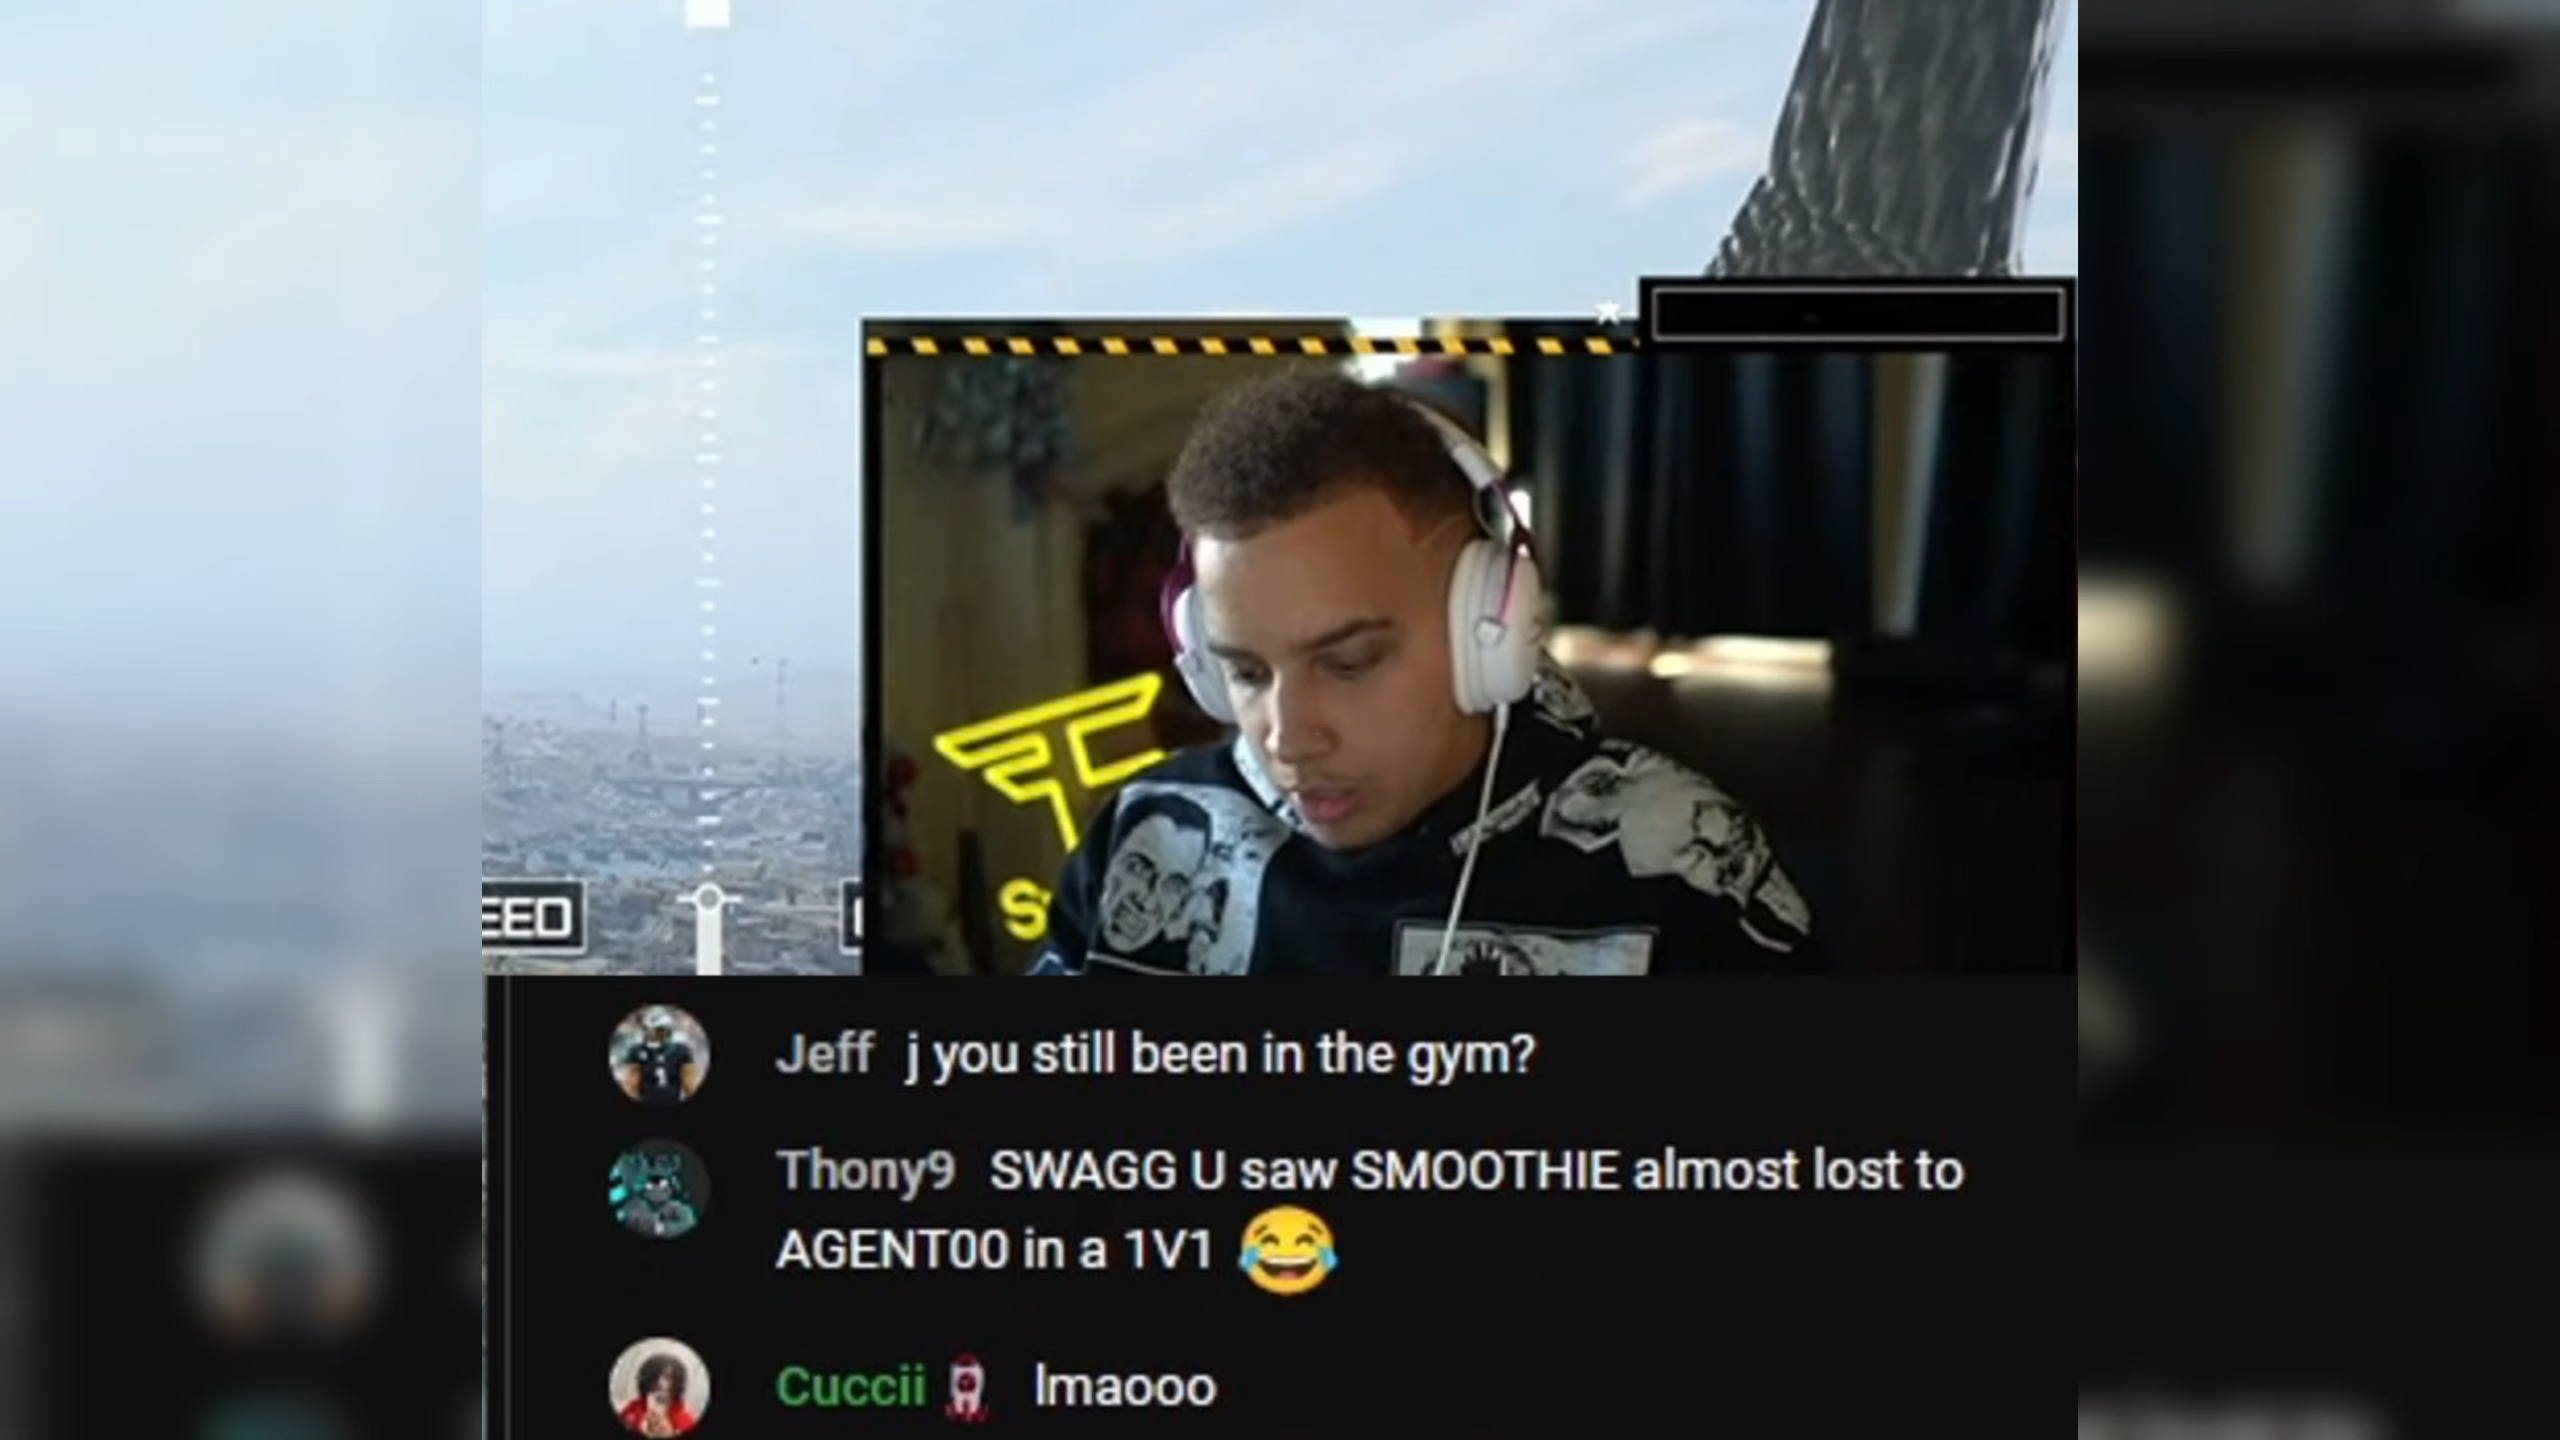 EED
S
Jeff j you still been in the gym?
Thony9 SWAGG U saw SMOOTHIE almost lost to
AGENT00 in a 1V1 😂
Cuccii lmaooo